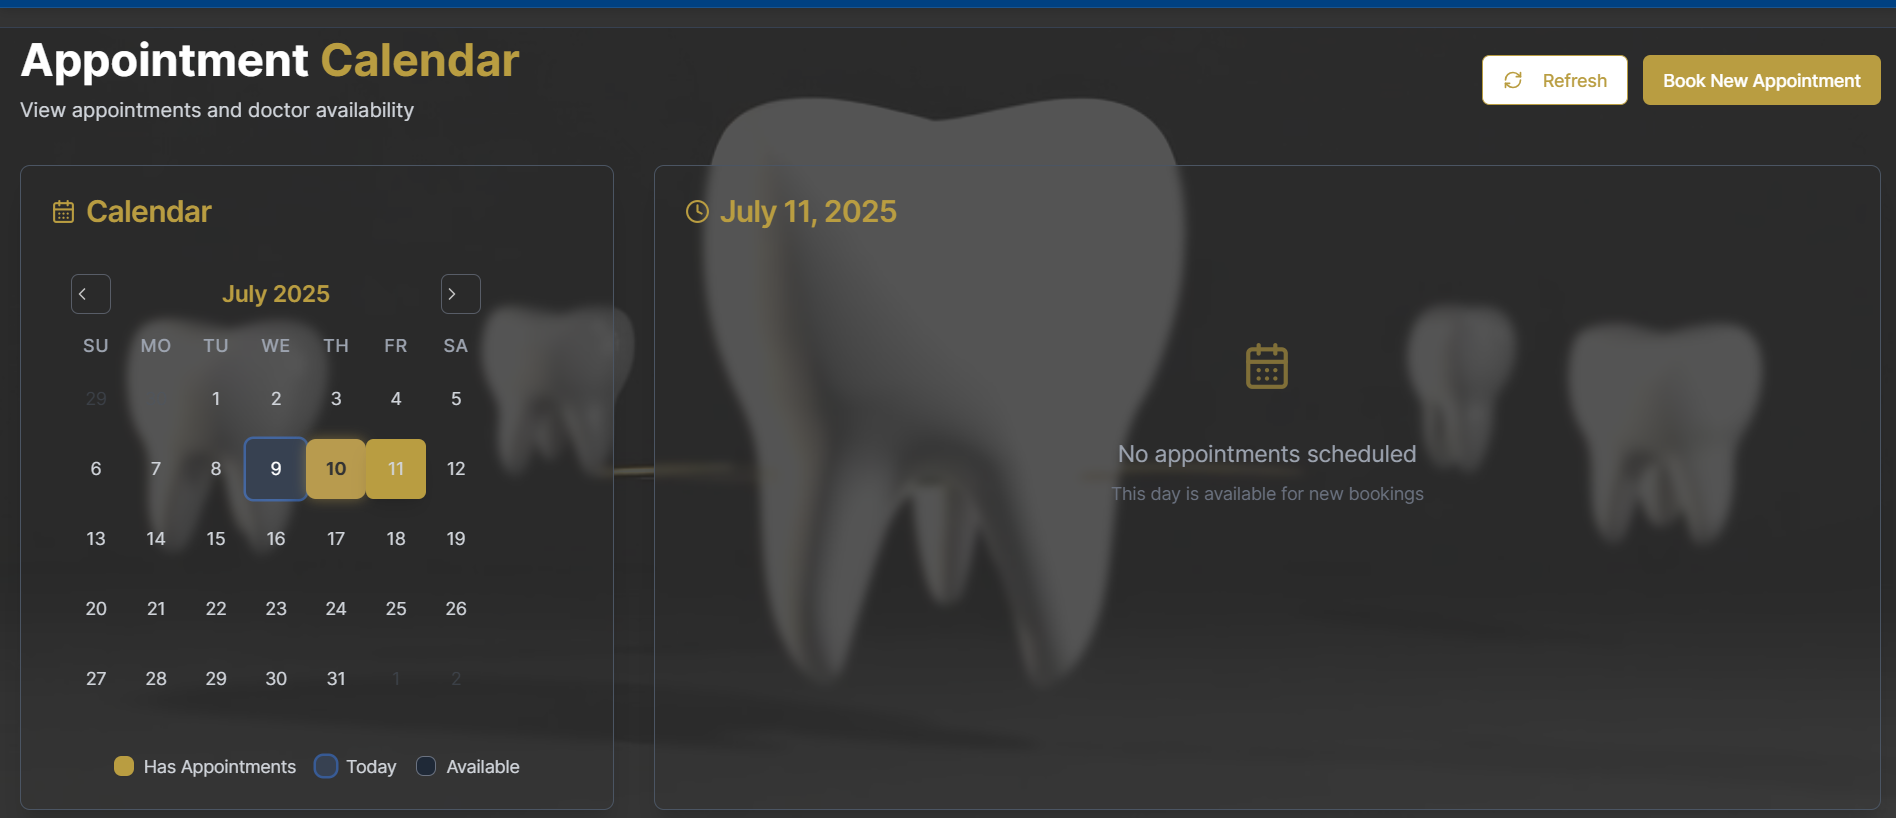 Appointment Calendar
View appointments and doctor availability
Refresh
Book New Appointment
Calendar
July 2025
SU MO TU WE TH FR SA
29 1 2 3 4 5
6 7 8 9 10 11 12
13 14 15 16 17 18 19
20 21 22 23 24 25 26
27 28 29 30 31 1 2
Has Appointments Today Available
July 11, 2025
No appointments scheduled
This day is available for new bookings